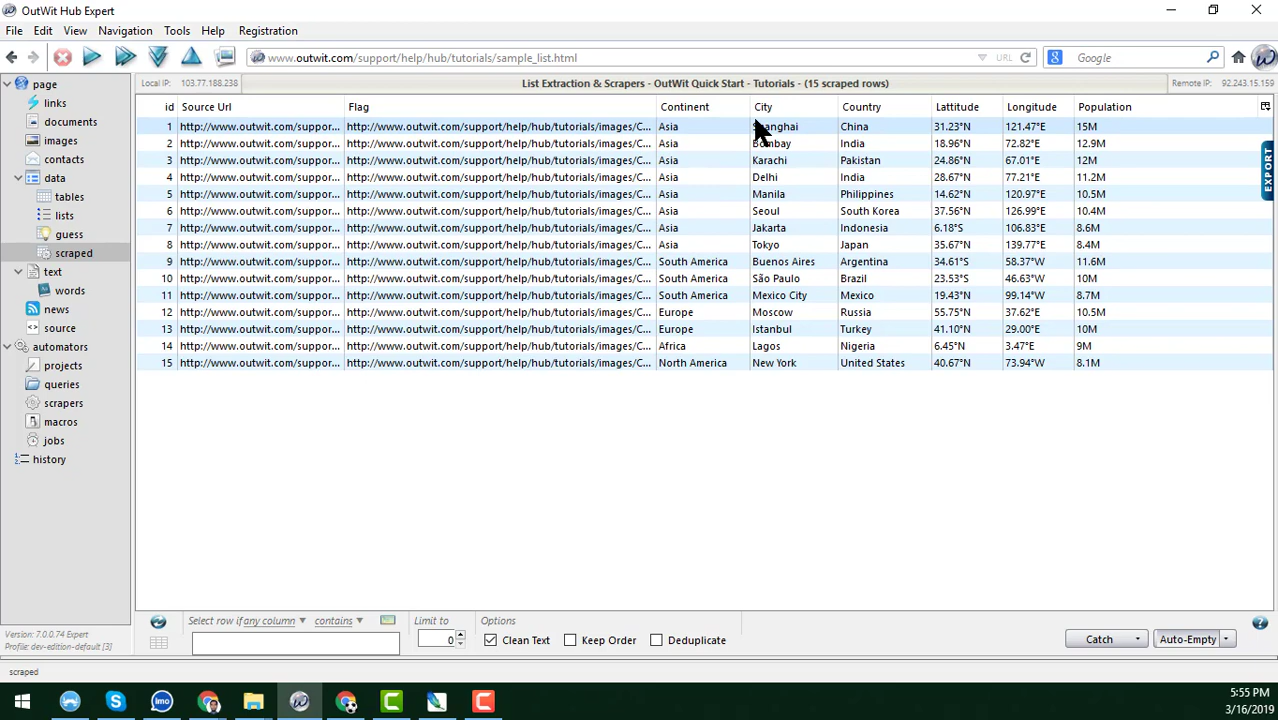 OutWit Hub Expert
File Edit View Navigation Tools Help Registration
www.outwit.com/support/help/hub/tutorials/sample_list.html URL Google
page
links
documents
images
contacts
data
tables
lists
guess
scraped
text
words
news
source
automators
projects
queries
scrapers
macros
jobs
history
Version: 7.0.0.74 Expert
Profile: dev-edition-default [3]
Local IP: 103.77.188.238 List Extraction & Scrapers - OutWit Quick Start - Tutorials - (15 scraped rows) Remote IP: 92.243.15.159
id Source Url Flag Continent City Country Lattitude Longitude Population
1 http://www.outwit.com/suppor... http://www.outwit.com/support/help/hub/tutorials/images/C... Asia Shanghai China 31.23°N 121.47°E 15M
2 http://www.outwit.com/suppor... http://www.outwit.com/support/help/hub/tutorials/images/C... Asia Bombay India 18.96°N 72.82°E 12.9M
3 http://www.outwit.com/suppor... http://www.outwit.com/support/help/hub/tutorials/images/C... Asia Karachi Pakistan 24.86°N 67.01°E 12M
4 http://www.outwit.com/suppor... http://www.outwit.com/support/help/hub/tutorials/images/C... Asia Delhi India 28.67°N 77.21°E 11.2M
5 http://www.outwit.com/suppor... http://www.outwit.com/support/help/hub/tutorials/images/C... Asia Manila Philippines 14.62°N 120.97°E 10.5M
6 http://www.outwit.com/suppor... http://www.outwit.com/support/help/hub/tutorials/images/C... Asia Seoul South Korea 37.56°N 126.99°E 10.4M
7 http://www.outwit.com/suppor... http://www.outwit.com/support/help/hub/tutorials/images/C... Asia Jakarta Indonesia 6.18°S 106.83°E 8.6M
8 http://www.outwit.com/suppor... http://www.outwit.com/support/help/hub/tutorials/images/C... Asia Tokyo Japan 35.67°N 139.77°E 8.4M
9 http://www.outwit.com/suppor... http://www.outwit.com/support/help/hub/tutorials/images/C... South America Buenos Aires Argentina 34.61°S 58.37°W 11.6M
10 http://www.outwit.com/suppor... http://www.outwit.com/support/help/hub/tutorials/images/C... South America São Paulo Brazil 23.53°S 46.63°W 10M
11 http://www.outwit.com/suppor... http://www.outwit.com/support/help/hub/tutorials/images/C... South America Mexico City Mexico 19.43°N 99.14°W 8.7M
12 http://www.outwit.com/suppor... http://www.outwit.com/support/help/hub/tutorials/images/C... Europe Moscow Russia 55.75°N 37.62°E 10.5M
13 http://www.outwit.com/suppor... http://www.outwit.com/support/help/hub/tutorials/images/C... Europe Istanbul Turkey 41.10°N 29.00°E 10M
14 http://www.outwit.com/suppor... http://www.outwit.com/support/help/hub/tutorials/images/C... Africa Lagos Nigeria 6.45°N 3.47°E 9M
15 http://www.outwit.com/suppor... http://www.outwit.com/support/help/hub/tutorials/images/C... North America New York United States 40.67°N 73.94°W 8.1M
EXPORT
Select row if any column contains Limit to Options
0 Clean Text Keep Order Deduplicate Catch Auto-Empty
scraped
5:55 PM
3/16/2019